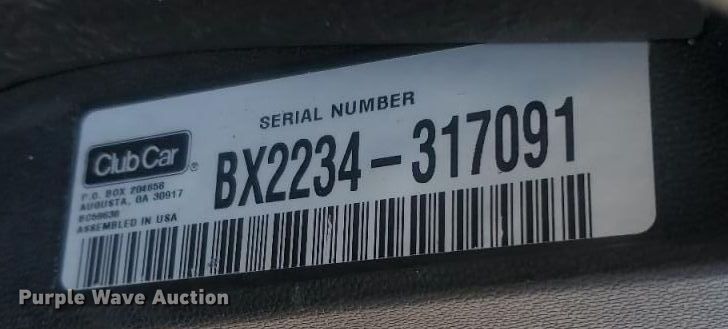 SERIAL NUMBER
Club Car
BX2234-317091
P.O. BOX 204658
AUGUSTA, GA 30917
ASSEMBLED IN USA
Purple Wave Auction